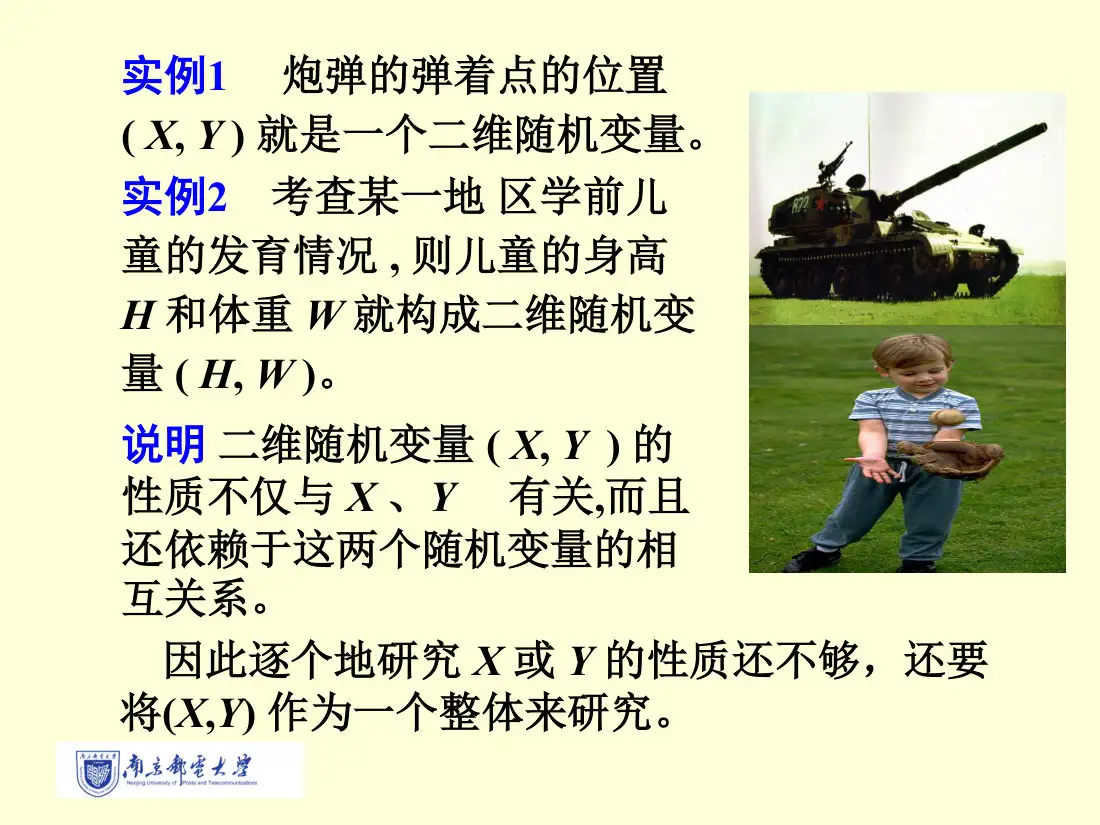 实例1 炮弹的弹着点的位置
( X, Y ) 就是一个二维随机变量。
实例2 考查某一地 区学前儿
童的发育情况 , 则儿童的身高
H 和体重 W 就构成二维随机变
量 ( H, W )。
说明 二维随机变量 ( X, Y ) 的
性质不仅与 X 、Y 有关,而且
还依赖于这两个随机变量的相
互关系。
因此逐个地研究 X 或 Y 的性质还不够，还要
将(X,Y) 作为一个整体来研究。
南京邮电大学
Nanjing University of Posts and Telecommunications